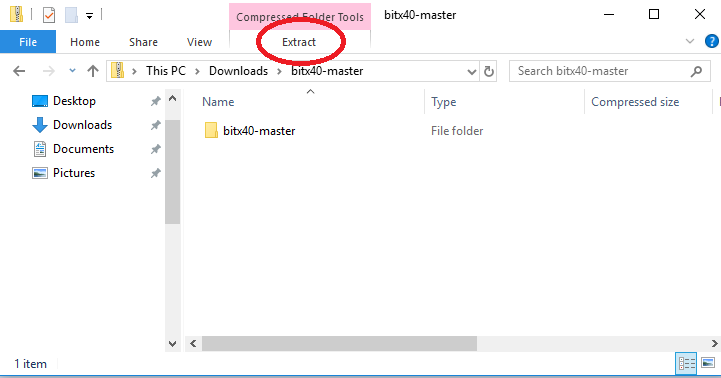 Compressed Folder Tools bitx40-master
File Home Share View Extract
This PC Downloads bitx40-master Search bitx40-master
Desktop
Downloads
Documents
Pictures
Name Type Compressed size
bitx40-master File folder
1 item